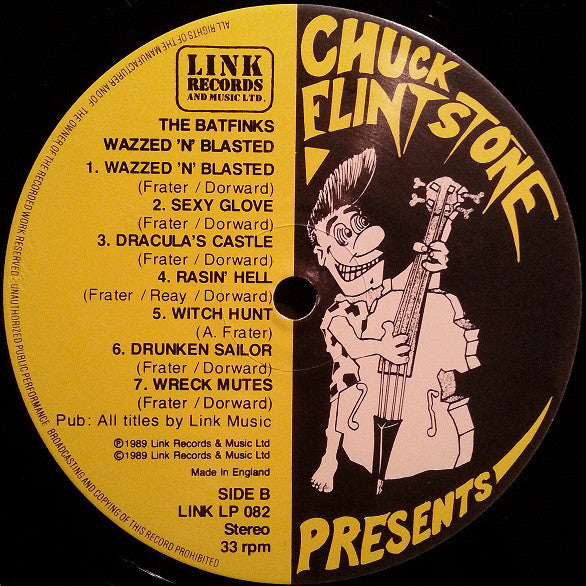 LINK
RECORDS
AND MUSIC LTD.
THE BATFINKS
WAZZED 'N' BLASTED
1. WAZZED 'N' BLASTED
(Frater / Dorward)
2. SEXY GLOVE
(Frater / Dorward)
3. DRACULA'S CASTLE
(Frater / Dorward)
4. RASIN' HELL
(Frater / Reay / Dorward)
5. WITCH HUNT
(A. Frater)
6. DRUNKEN SAILOR
(Frater / Dorward)
7. WRECK MUTES
(Frater / Dorward)
Pub: All titles by Link Music
℗1989 Link Records & Music Ltd
©1989 Link Records & Music Ltd
Made in England
SIDE B
LINK LP 082
Stereo
33 rpm
CHUCK
FLINTSTONE
PRESENTS
ALL RIGHTS OF THE MANUFACTURER AND OF THE OWNER OF THE RECORDED WORK RESERVED - UNAUTHORIZED PUBLIC PERFORMANCE BROADCASTING AND COPYING OF THIS RECORD PROHIBITED